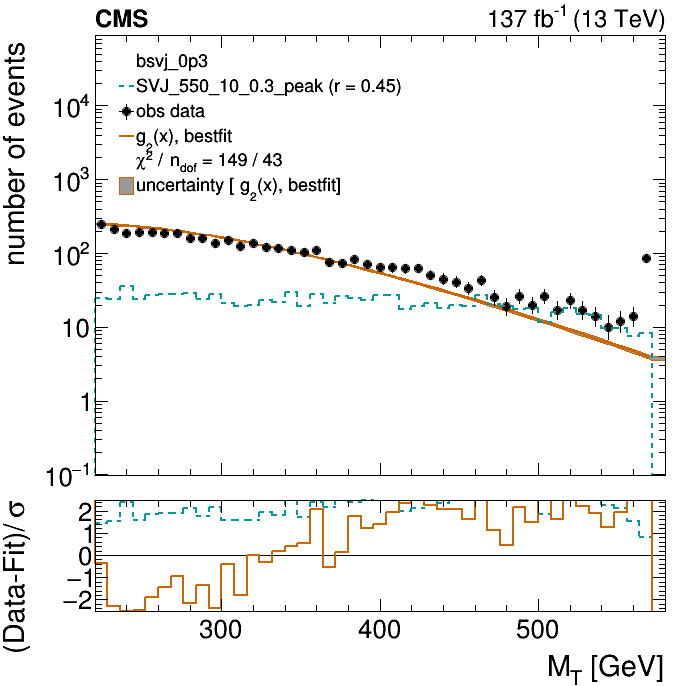 CMS 137 fb⁻¹ (13 TeV)
number of events
bsvj_0p3
SVJ_550_10_0.3_peak (r = 0.45)
obs data
g₂(x), bestfit
χ² / n_dof = 149 / 43
uncertainty [ g₂(x), bestfit]
10⁴
10³
10²
10
1
10⁻¹
(Data-Fit)/ σ
2
1
0
−1
−2
300 400 500
M_T [GeV]